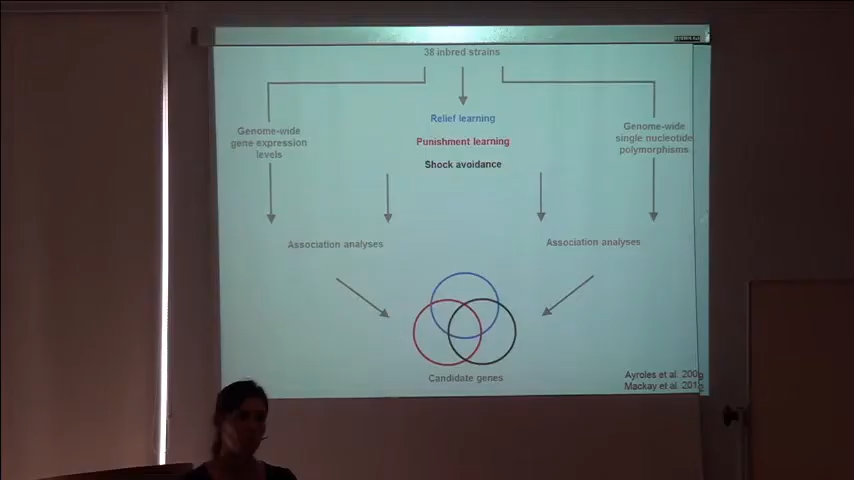 38 inbred strains
Relief learning
Punishment learning
Shock avoidance
Genome-wide
gene expression
levels
Genome-wide
single nucleotide
polymorphisms
Association analyses
Association analyses
Candidate genes
Ayroles et al.
Mackay et al.